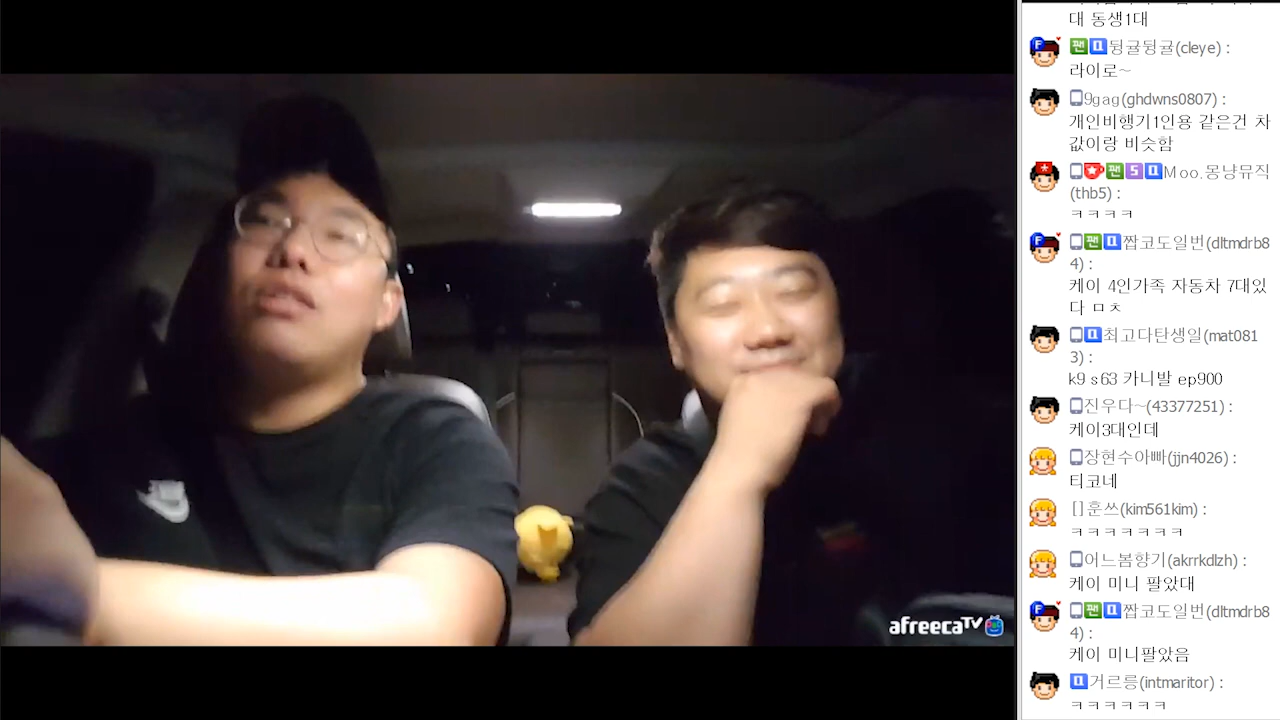 대 동생1대
팬 뒹귤뒹귤(cleye) :
라이로~
9gag(ghdwns0807) :
개인비행기1인용 같은건 차
값이랑 비슷함
팬 S Moo.몽냥뮤직
(thb5) :
ㅋㅋㅋㅋ
팬 짭코도일번(dltmdrb8
4) :
케이 4인가족 자동차 7대있
다 ㅁㅊ
최고다탄생일(mat081
3) :
k9 s63 카니발 ep900
진우다~(43377251) :
케이3대인데
장현수아빠(jjn4026) :
티코네
[]훈쓰(kim561kim) :
ㅋㅋㅋㅋㅋㅋㅋ
어느봄향기(akrrkdlzh) :
케이 미니 팔았대
팬 짭코도일번(dltmdrb8
4) :
케이 미니팔았음
거르릉(intmaritor) :
ㅋㅋㅋㅋㅋㅋ
afreecaTV